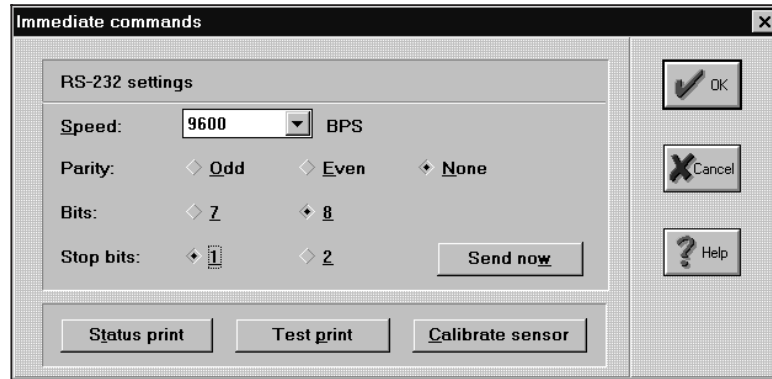 Immediate commands
RS-232 settings
Speed: 9600 BPS
Parity: Odd Even None
Bits: 7 8
Stop bits: 1 2 Send now
Status print Test print Calibrate sensor
OK
Cancel
Help